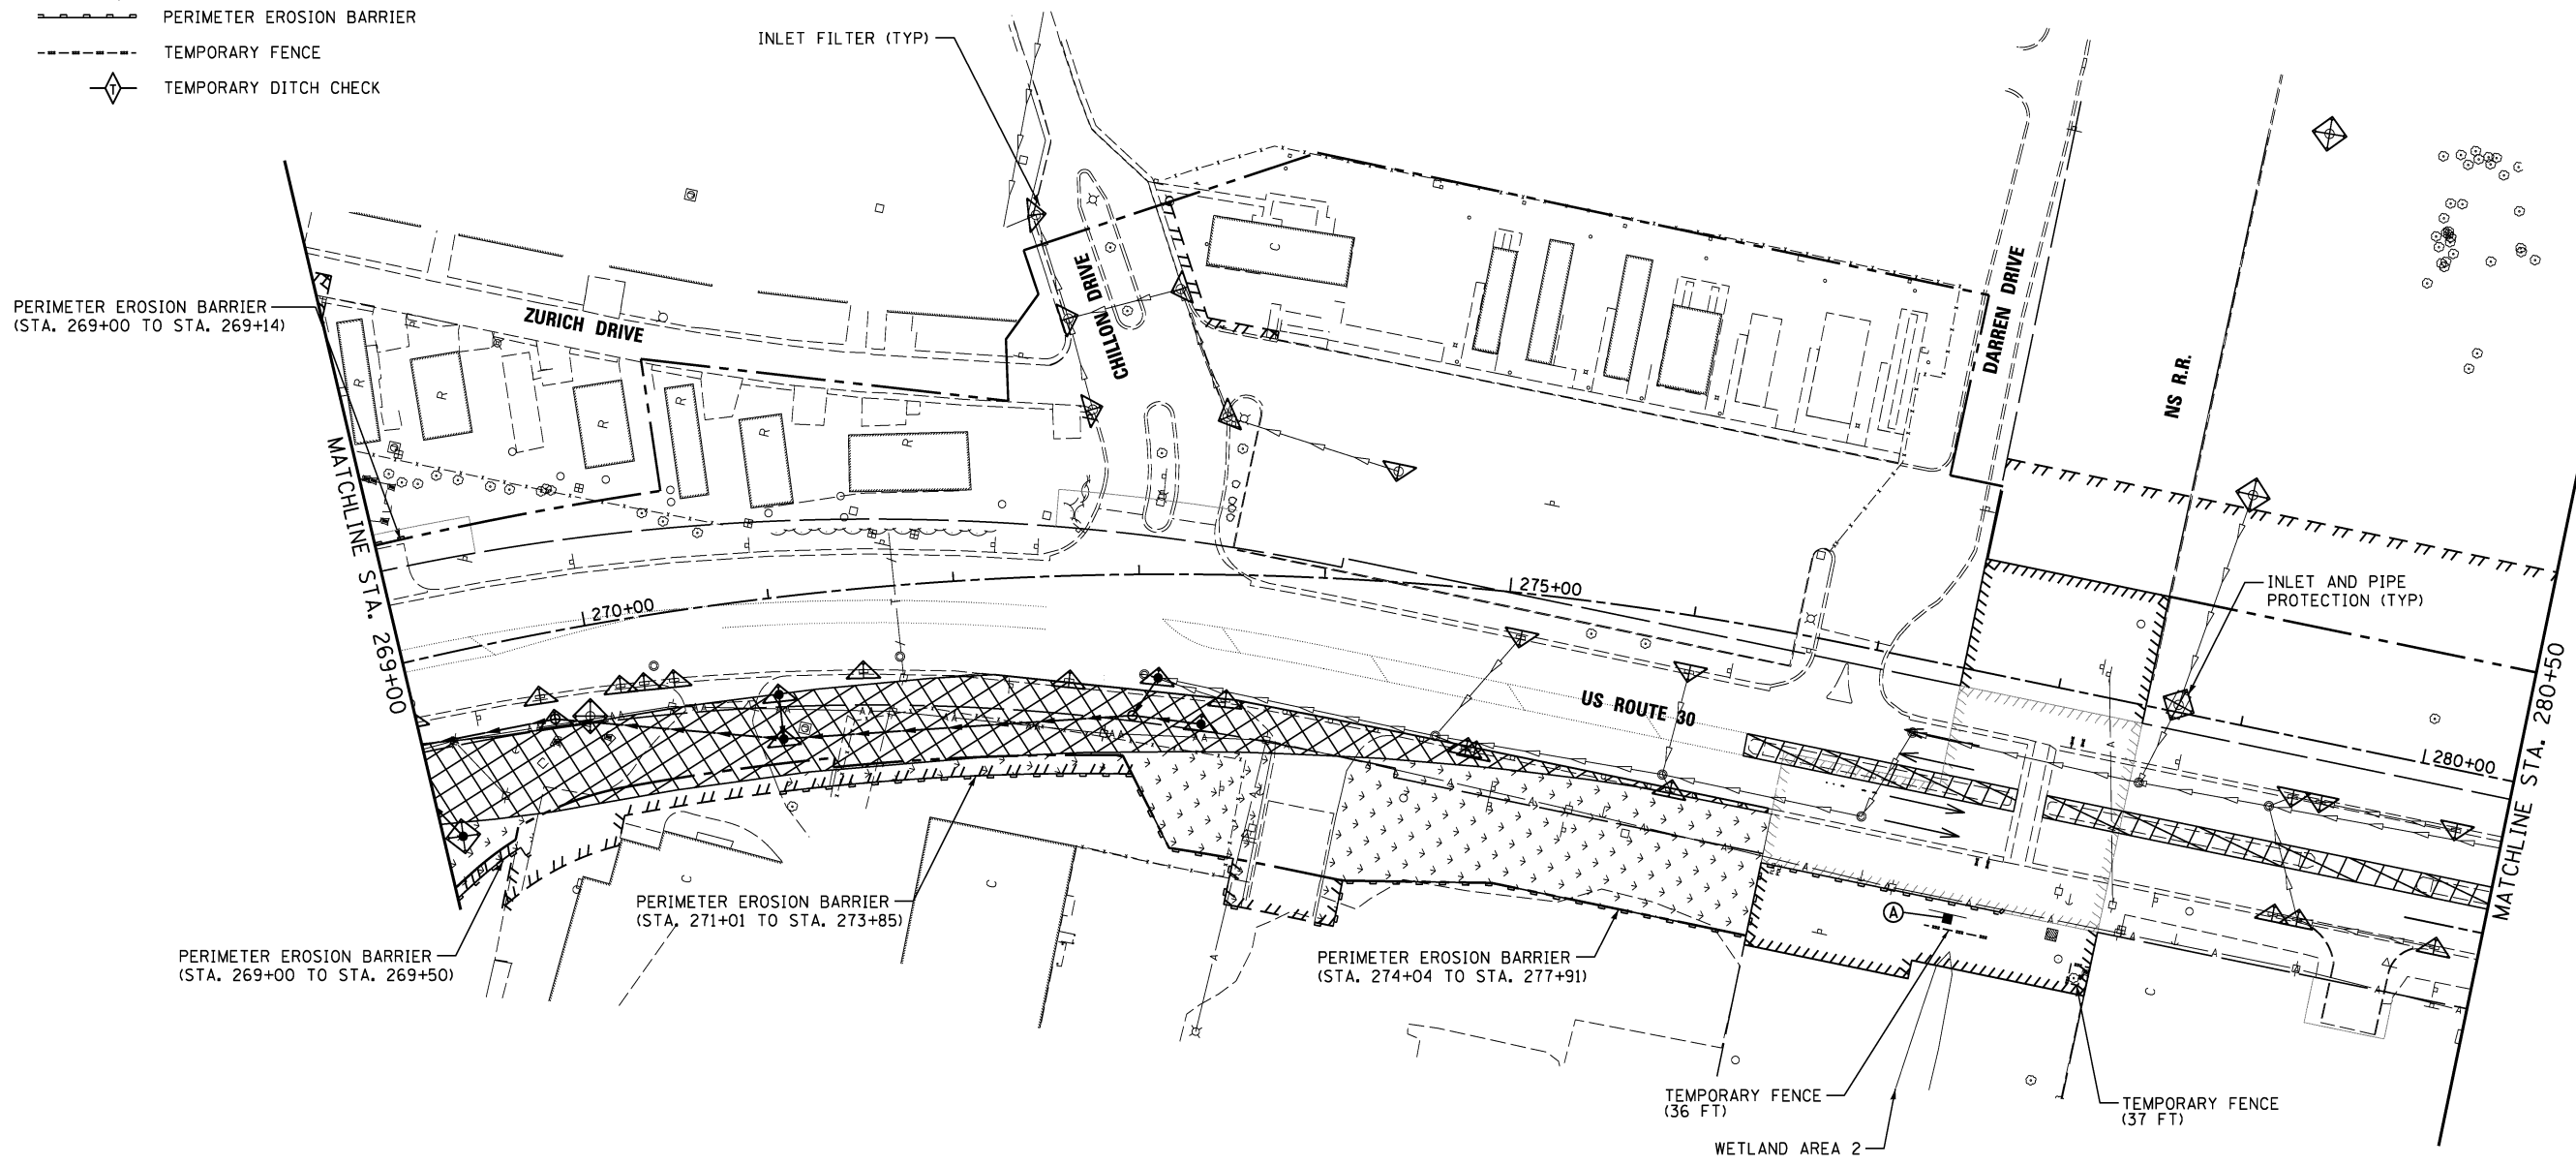 PERIMETER EROSION BARRIER
TEMPORARY FENCE
T
TEMPORARY DITCH CHECK
INLET FILTER (TYP)
PERIMETER EROSION BARRIER
(STA. 269+00 TO STA. 269+14)
ZURICH DRIVE
CHILLON DRIVE
DARREN DRIVE
NS R.R.
C
R
R
R
R
R
R
MATCHLINE STA. 269+00
270+00
275+00
280+00
INLET AND PIPE
PROTECTION (TYP)
US ROUTE 30
MATCHLINE STA. 280+50
PERIMETER EROSION BARRIER
(STA. 271+01 TO STA. 273+85)
C
C
C
A
PERIMETER EROSION BARRIER
(STA. 269+00 TO STA. 269+50)
PERIMETER EROSION BARRIER
(STA. 274+04 TO STA. 277+91)
TEMPORARY FENCE
(36 FT)
TEMPORARY FENCE
(37 FT)
WETLAND AREA 2